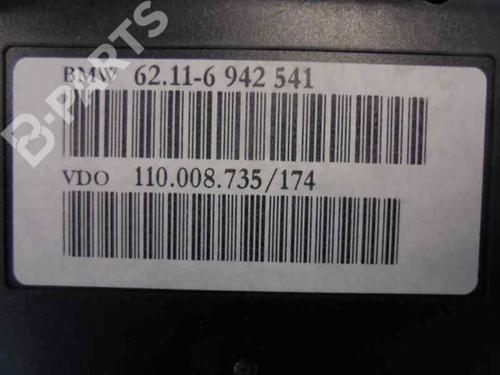 B-PARTS
BMW 62.11-6 942 541
VDO 110.008.735/174